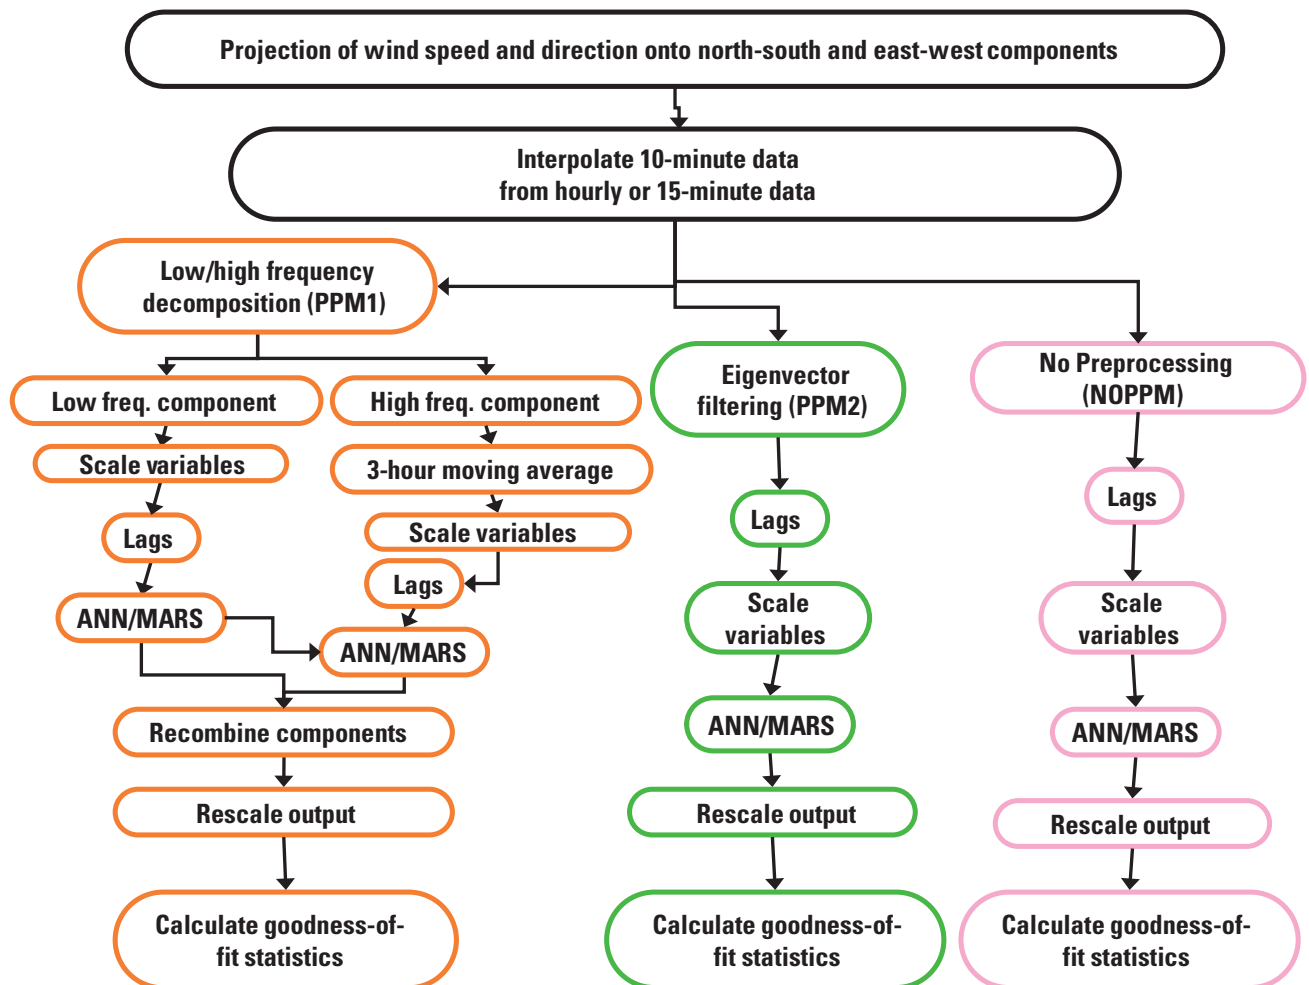 Projection of wind speed and direction onto north-south and east-west components
Interpolate 10-minute data
from hourly or 15-minute data
Low/high frequency
decomposition (PPM1)
Low freq. component
Scale variables
Lags
ANN/MARS
High freq. component
3-hour moving average
Scale variables
Lags
ANN/MARS
Recombine components
Rescale output
Calculate goodness-of-
fit statistics
Eigenvector
filtering (PPM2)
Lags
Scale
variables
ANN/MARS
Rescale output
Calculate goodness-of-
fit statistics
No Preprocessing
(NOPPM)
Lags
Scale
variables
ANN/MARS
Rescale output
Calculate goodness-of-
fit statistics